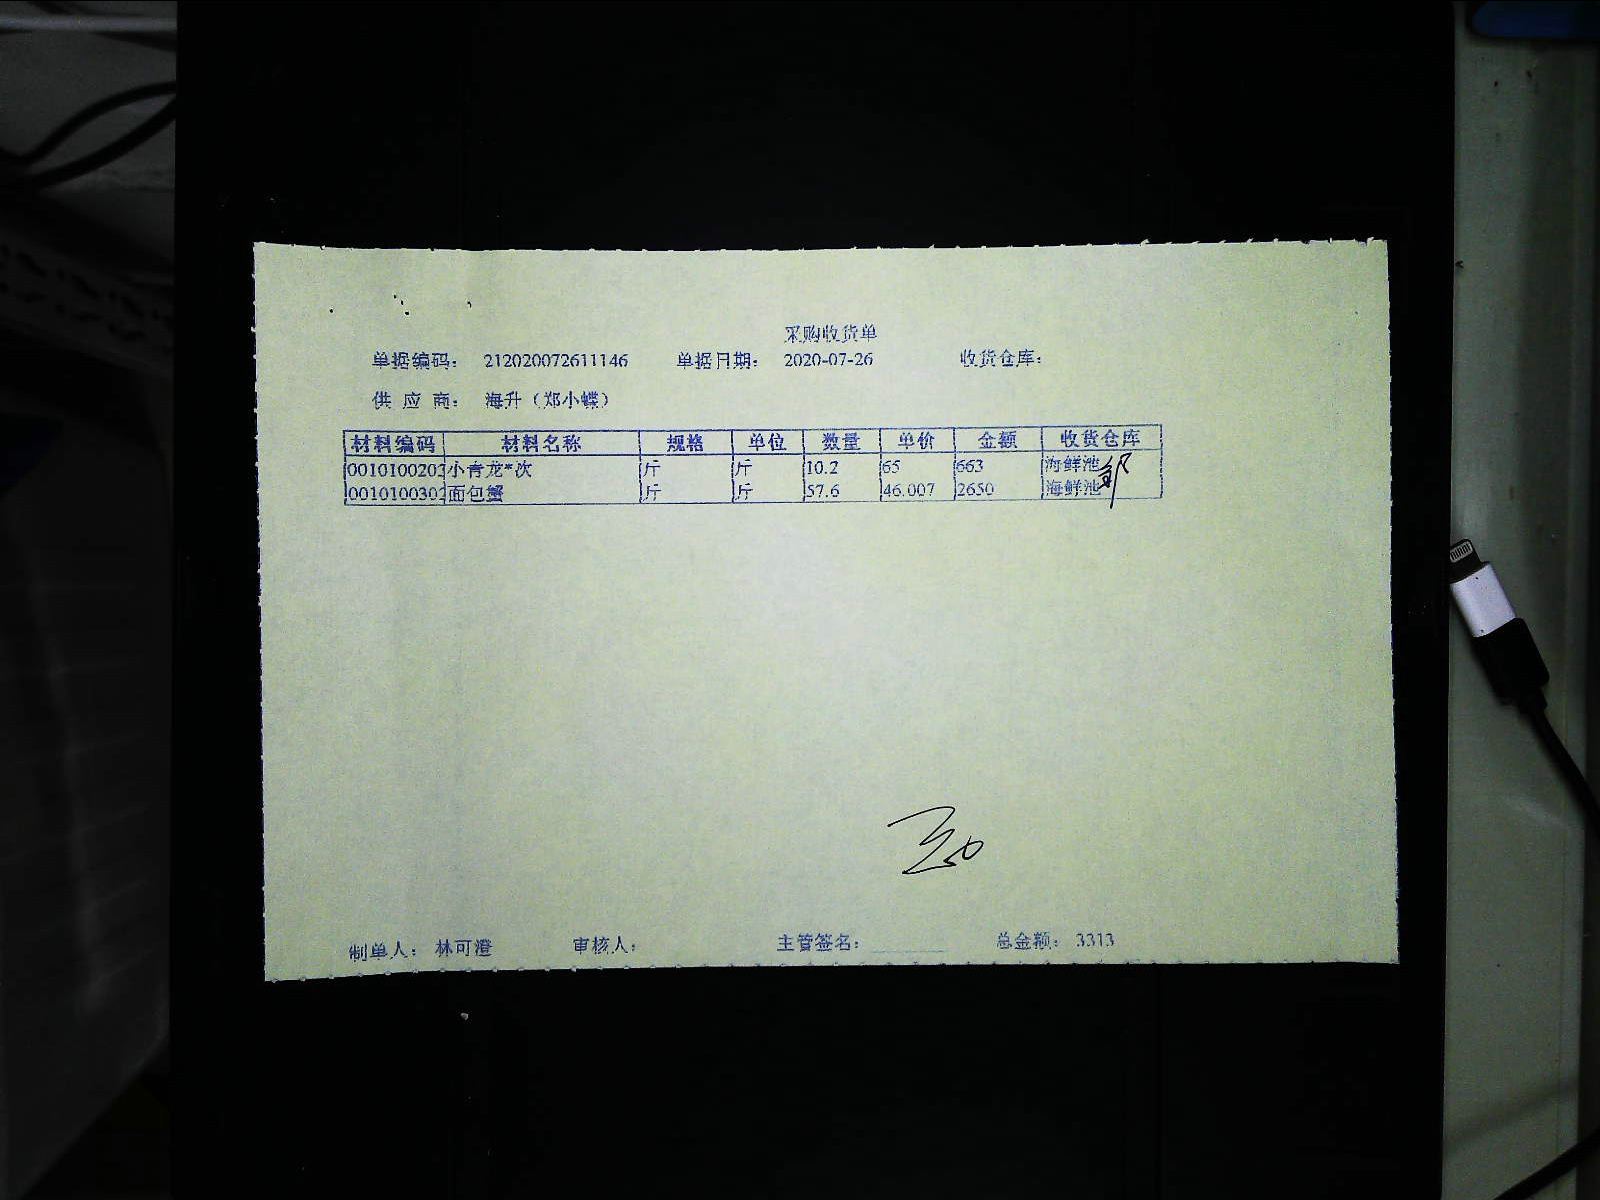 采购收货单
单据编码： 212020072611146 单据日期： 2020-07-26 收货仓库：
供 应 商： 海升（郑小蝶）
材料编码 材料名称 规格 单位 数量 单价 金额 收货仓库
0010100203 小青龙*次 斤 斤 10.2 65 663 海鲜池
0010100302 面包蟹 斤 斤 57.6 46.007 2650 海鲜池
制单人： 林可澄 审核人： 主管签名： 总金额： 3313